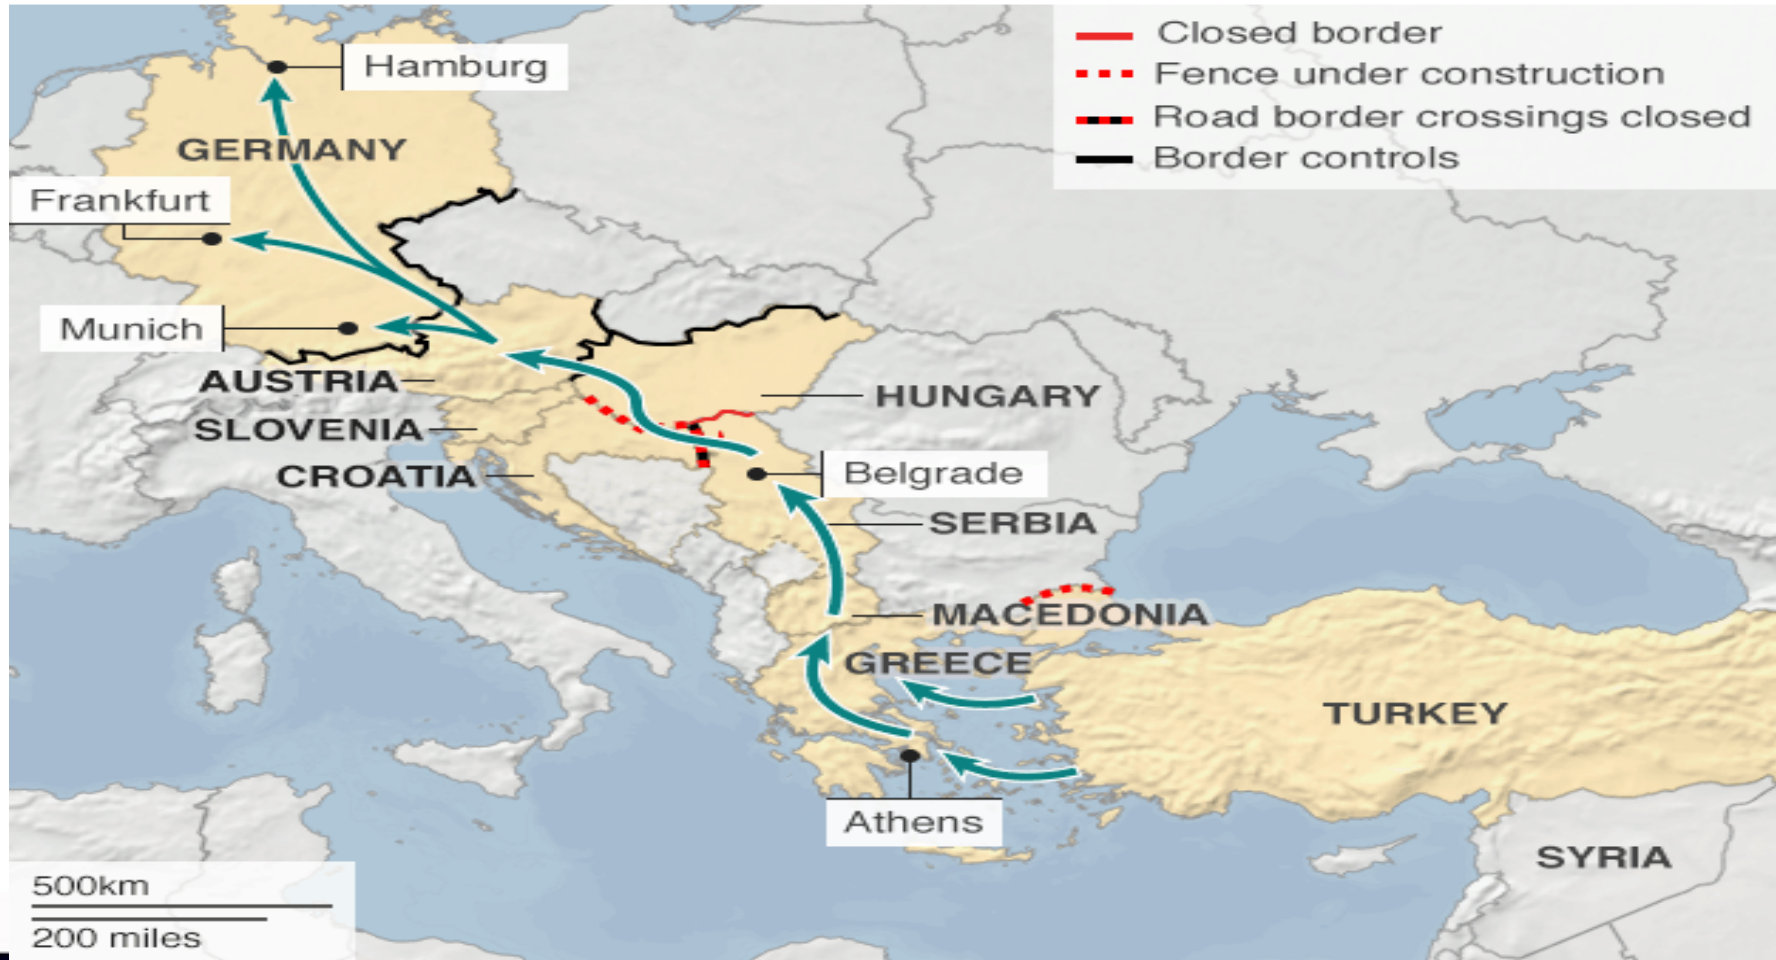 Closed border
Fence under construction
Road border crossings closed
Border controls
Hamburg
GERMANY
Frankfurt
Munich
AUSTRIA
HUNGARY
SLOVENIA
CROATIA
Belgrade
SERBIA
MACEDONIA
GREECE
TURKEY
Athens
SYRIA
500km
200 miles